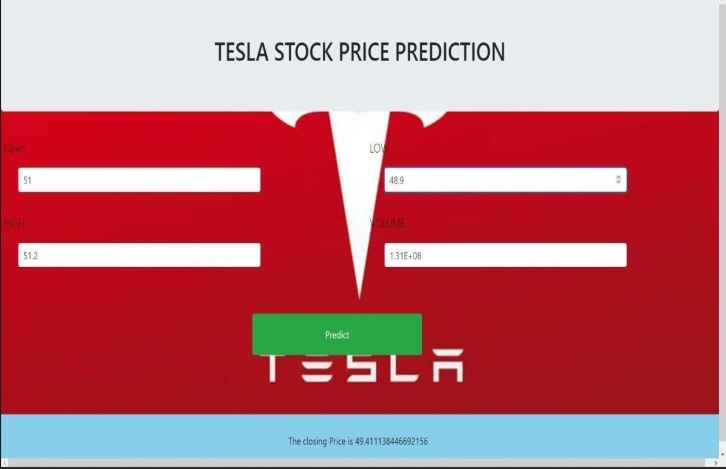 TESLA STOCK PRICE PREDICTION
Open
LOW
51
48.9
HIGH
VOLUME
51.2
1.31E+08
Predict
TESLA
The closing Price is 49.411138446692156